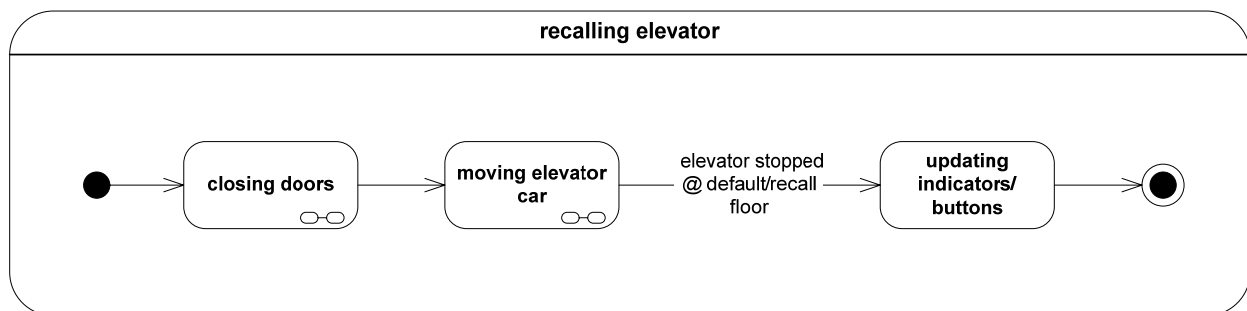 recalling elevator
closing doors
moving elevator
car
elevator stopped
@ default/recall
floor
updating
indicators/
buttons